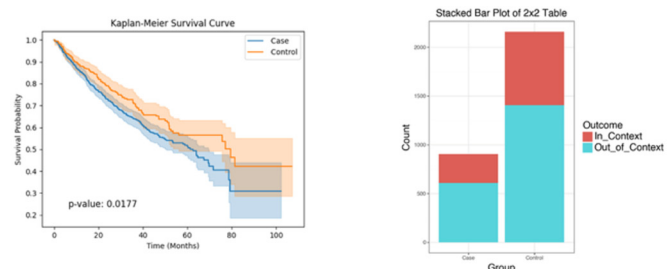 Kaplan-Meier Survival Curve
Case
Control
Survival Probability
1.0
0.9
0.8
0.7
0.6
0.5
0.4
0.3
0.2
p-value: 0.0177
0
20
40
60
80
100
Time (Months)
Stacked Bar Plot of 2x2 Table
Count
2000
1500
1000
500
0
Case
Control
Group
Outcome
In_Context
Out_of_Context